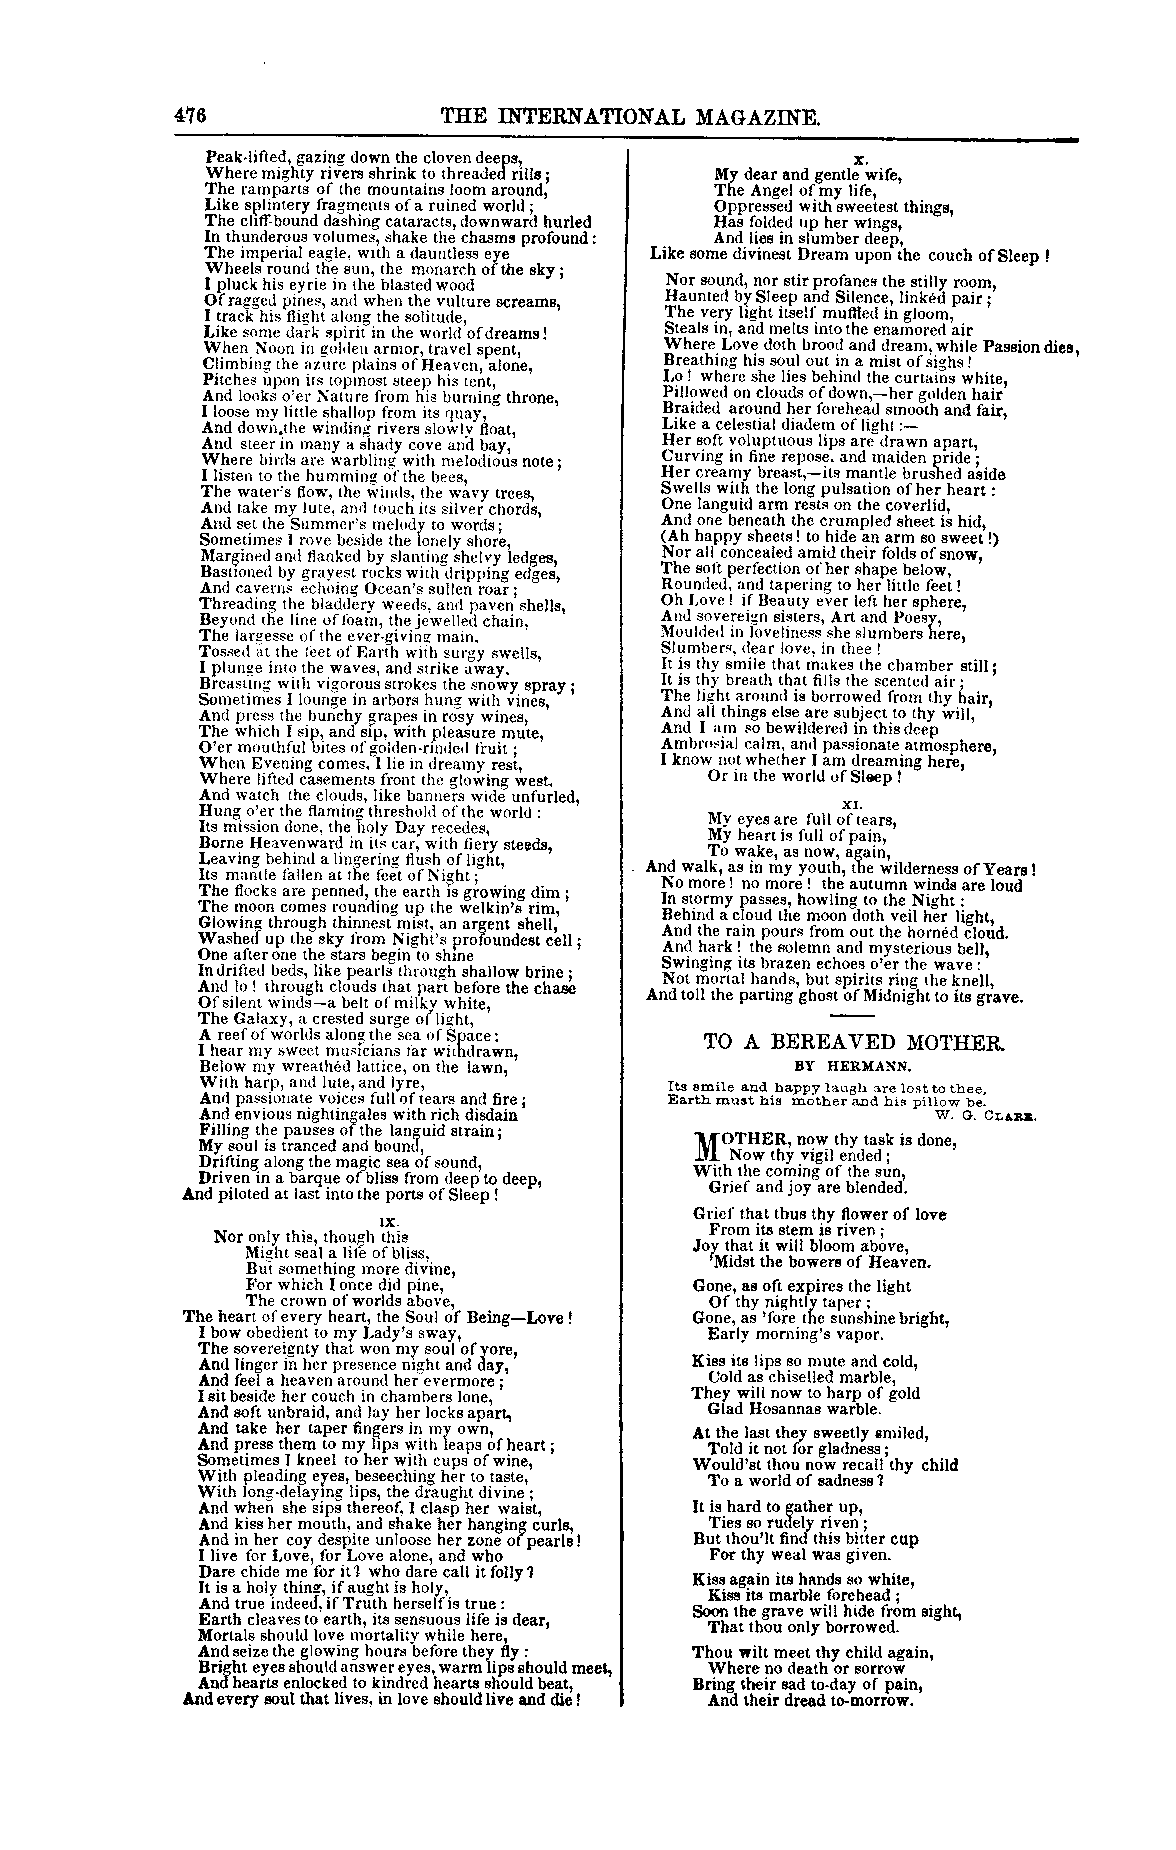 476 THE INTERNATIONAL MAGAZINE.
Peak-lifted, gazing down the cloven deeps,
Where mighty rivers shrink to threaded rills;
The ramparts of the mountains loom around,
Like splintery fragments of a ruined world;
The cliff-bound dashing cataracts, downward hurled
In thunderous volumes, shake the chasms profound:
The imperial eagle, with a dauntless eye
Wheels round the sun, the monarch of the sky;
I pluck his eyrie in the blasted wood
Of ragged pines, and when the vulture screams,
I track his flight along the solitude,
Like some dark spirit in the world of dreams!
When Noon in golden armor, travel spent,
Climbing the azure plains of Heaven, alone,
Pitches upon its topmost steep his tent,
And looks o'er Nature from his burning throne,
I loose my little shallop from its quay,
And down,the winding rivers slowly float,
And steer in many a shady cove and bay,
Where birds are warbling with melodious note;
I listen to the humming of the bees,
The water's flow, the winds, the wavy trees,
And take my lute, and touch its silver chords,
And set the Summer's melody to words;
Sometimes I rove beside the lonely shore,
Margined and flanked by slanting shelvy ledges,
Bastioned by grayest rocks with dripping edges,
And caverns echoing Ocean's sullen roar;
Threading the bladdery weeds, and paven shells,
Beyond the line of foam, the jewelled chain,
The largesse of the ever-giving main,
Tossed at the feet of Earth with surgy swells,
I plunge into the waves, and strike away,
Breasting with vigorous strokes the snowy spray;
Sometimes I lounge in arbors hung with vines,
And press the bunchy grapes in rosy wines,
The which I sip, and sip, with pleasure mute,
O'er mouthful bites of golden-rinded fruit;
When Evening comes, I lie in dreamy rest,
Where lifted casements front the glowing west,
And watch the clouds, like banners wide unfurled,
Hung o'er the flaming threshold of the world:
Its mission done, the holy Day recedes,
Borne Heavenward in its car, with fiery steeds,
Leaving behind a lingering flush of light,
Its mantle fallen at the feet of Night;
The flocks are penned, the earth is growing dim;
The moon comes rounding up the welkin's rim,
Glowing through thinnest mist, an argent shell,
Washed up the sky from Night's profoundest cell;
One after one the stars begin to shine
In drifted beds, like pearls through shallow brine;
And lo! through clouds that part before the chase
Of silent winds—a belt of milky white,
The Galaxy, a crested surge of light,
A reef of worlds along the sea of Space:
I hear my sweet musicians far withdrawn,
Below my wreathéd lattice, on the lawn,
With harp, and lute, and lyre,
And passionate voices full of tears and fire;
And envious nightingales with rich disdain
Filling the pauses of the languid strain;
My soul is tranced and bound,
Drifting along the magic sea of sound,
Driven in a barque of bliss from deep to deep,
And piloted at last into the ports of Sleep!
IX.
Nor only this, though this
Might seal a life of bliss,
But something more divine,
For which I once did pine,
The crown of worlds above,
The heart of every heart, the Soul of Being—Love!
I bow obedient to my Lady's sway,
The sovereignty that won my soul of yore,
And linger in her presence night and day,
And feel a heaven around her evermore;
I sit beside her couch in chambers lone,
And soft unbraid, and lay her locks apart,
And take her taper fingers in my own,
And press them to my lips with leaps of heart;
Sometimes I kneel to her with cups of wine,
With pleading eyes, beseeching her to taste,
With long-delaying lips, the draught divine;
And when she sips thereof, I clasp her waist,
And kiss her mouth, and shake her hanging curls,
And in her coy despite unloose her zone of pearls!
I live for Love, for Love alone, and who
Dare chide me for it? who dare call it folly?
It is a holy thing, if aught is holy,
And true indeed, if Truth herself is true:
Earth cleaves to earth, its sensuous life is dear,
Mortals should love mortality while here,
And seize the glowing hours before they fly:
Bright eyes should answer eyes, warm lips should meet,
And hearts enlocked to kindred hearts should beat,
And every soul that lives, in love should live and die!
X.
My dear and gentle wife,
The Angel of my life,
Oppressed with sweetest things,
Has folded up her wings,
And lies in slumber deep,
Like some divinest Dream upon the couch of Sleep!
Nor sound, nor stir profanes the stilly room,
Haunted by Sleep and Silence, linkéd pair;
The very light itself muffled in gloom,
Steals in, and melts into the enamored air
Where Love doth brood and dream, while Passion dies,
Breathing his soul out in a mist of sighs!
Lo! where she lies behind the curtains white,
Pillowed on clouds of down,—her golden hair
Braided around her forehead smooth and fair,
Like a celestial diadem of light:—
Her soft voluptuous lips are drawn apart,
Curving in fine repose, and maiden pride;
Her creamy breast,—its mantle brushed aside
Swells with the long pulsation of her heart:
One languid arm rests on the coverlid,
And one beneath the crumpled sheet is hid,
(Ah happy sheets! to hide an arm so sweet!)
Nor all concealed amid their folds of snow,
The soft perfection of her shape below,
Rounded, and tapering to her little feet!
Oh Love! if Beauty ever left her sphere,
And sovereign sisters, Art and Poesy,
Moulded in loveliness she slumbers here,
Slumbers, dear love, in thee!
It is thy smile that makes the chamber still;
It is thy breath that fills the scented air;
The light around is borrowed from thy hair,
And all things else are subject to thy will,
And I am so bewildered in this deep
Ambrosial calm, and passionate atmosphere,
I know not whether I am dreaming here,
Or in the world of Sleep!
XI.
My eyes are full of tears,
My heart is full of pain,
To wake, as now, again,
And walk, as in my youth, the wilderness of Years!
No more! no more! the autumn winds are loud
In stormy passes, howling to the Night:
Behind a cloud the moon doth veil her light,
And the rain pours from out the hornéd cloud.
And hark! the solemn and mysterious bell,
Swinging its brazen echoes o'er the wave:
Not mortal hands, but spirits ring the knell,
And toll the parting ghost of Midnight to its grave.
TO A BEREAVED MOTHER.
BY HERMANN.
Its smile and happy laugh are lost to thee,
Earth must his mother and his pillow be.
W. G. CLARK.
MOTHER, now thy task is done,
Now thy vigil ended;
With the coming of the sun,
Grief and joy are blended.
Grief that thus thy flower of love
From its stem is riven;
Joy that it will bloom above,
'Midst the bowers of Heaven.
Gone, as oft expires the light
Of thy nightly taper;
Gone, as 'fore the sunshine bright,
Early morning's vapor.
Kiss its lips so mute and cold,
Cold as chiselled marble,
They will now to harp of gold
Glad Hosannas warble.
At the last they sweetly smiled,
Told it not for gladness;
Would'st thou now recall thy child
To a world of sadness?
It is hard to gather up,
Ties so rudely riven;
But thou'lt find this bitter cup
For thy weal was given.
Kiss again its hands so white,
Kiss its marble forehead;
Soon the grave will hide from sight,
That thou only borrowed.
Thou wilt meet thy child again,
Where no death or sorrow
Bring their sad to-day of pain,
And their dread to-morrow.